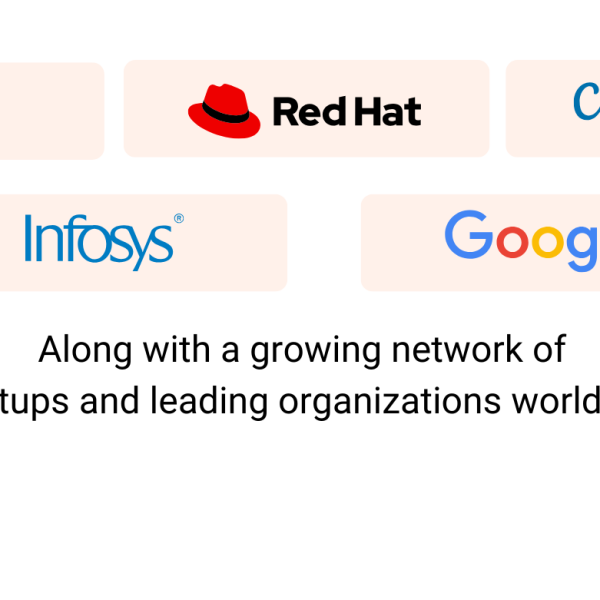 Red Hat C
Infosys® Goog
Along with a growing network of
tups and leading organizations world